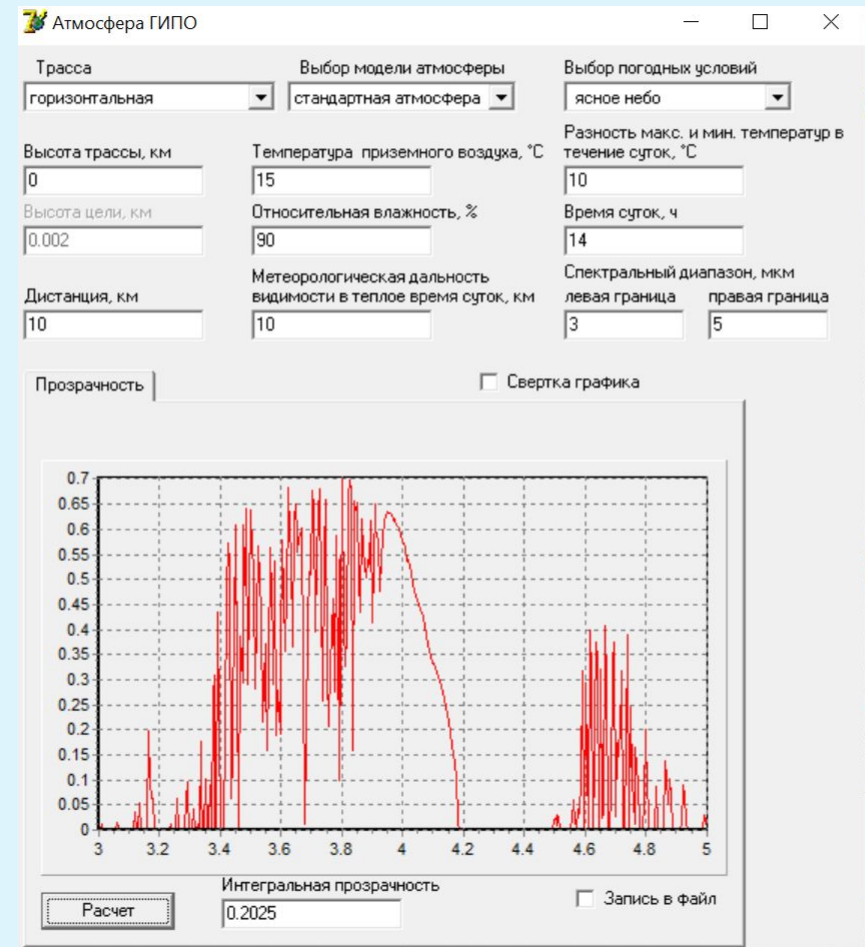 Атмосфера ГИПО
Трасса
Выбор модели атмосферы
Выбор погодных условий
горизонтальная
стандартная атмосфера
ясное небо
Высота трассы, км
Температура приземного воздуха, °C
Разность макс. и мин. температур в
течение суток, °C
0
15
10
Высота цели, км
Относительная влажность, %
Время суток, ч
0.002
90
14
Дистанция, км
Метеорологическая дальность
видимости в теплое время суток, км
Спектральный диапазон, мкм
левая граница
правая граница
10
10
3
5
Прозрачность
Свертка графика
0.7
0.65
0.6
0.55
0.5
0.45
0.4
0.35
0.3
0.25
0.2
0.15
0.1
0.05
0
3 3.2 3.4 3.6 3.8 4 4.2 4.4 4.6 4.8 5
Расчет
Интегральная прозрачность
0.2025
Запись в файл